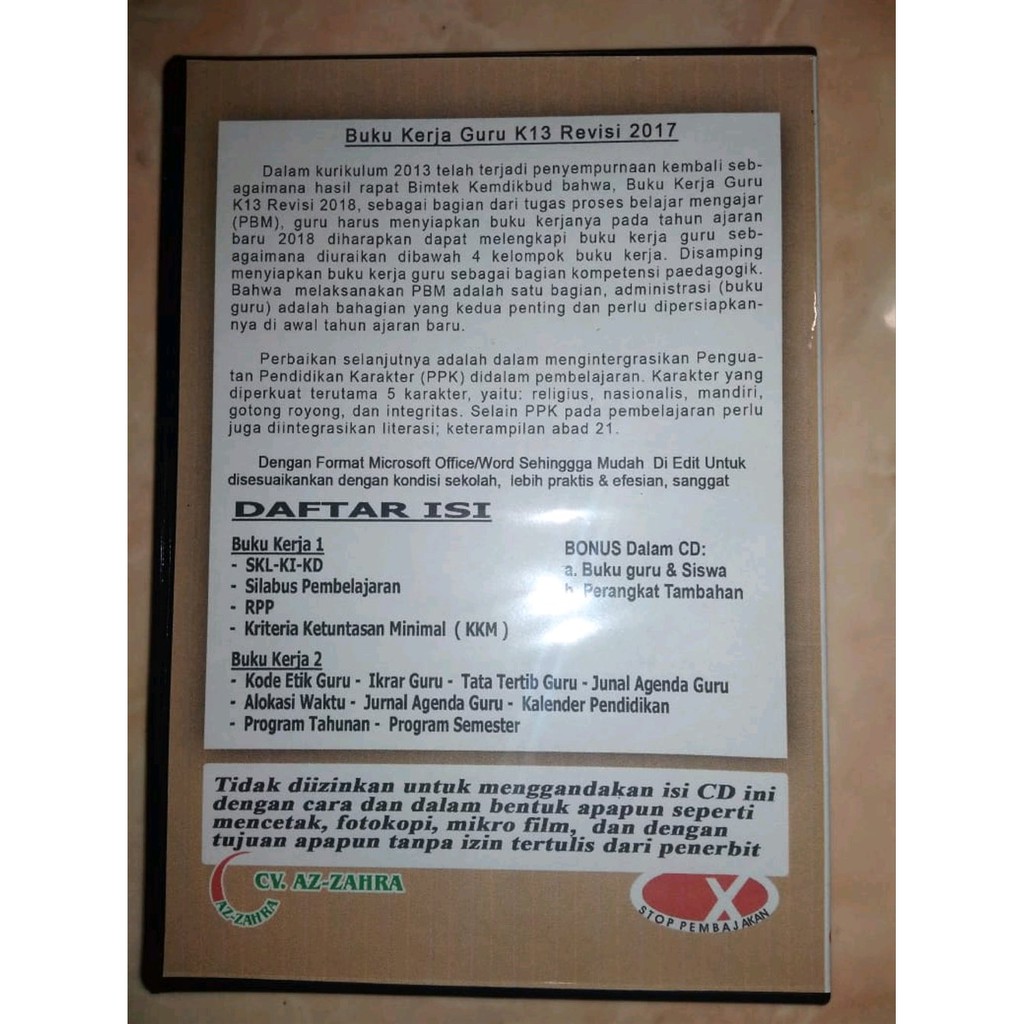 Buku Kerja Guru K13 Revisi 2017
Dalam kurikulum 2013 telah terjadi penyempurnaan kembali seb-
agaimana hasil rapat Bimtek Kemdikbud bahwa, Buku Kerja Guru
K13 Revisi 2018, sebagai bagian dari tugas proses belajar mengajar
(PBM), guru harus menyiapkan buku kerjanya pada tahun ajaran
baru 2018 diharapkan dapat melengkapi buku kerja guru seb-
agaimana diuraikan dibawah 4 kelompok buku kerja. Disamping
menyiapkan buku kerja guru sebagai bagian kompetensi paedagogik.
Bahwa melaksanakan PBM adalah satu bagian, administrasi (buku
guru) adalah bahagian yang kedua penting dan perlu dipersiapkan-
nya di awal tahun ajaran baru.
Perbaikan selanjutnya adalah dalam mengintergrasikan Pengua-
tan Pendidikan Karakter (PPK) didalam pembelajaran. Karakter yang
diperkuat terutama 5 karakter, yaitu: religius, nasionalis, mandiri,
gotong royong, dan integritas. Selain PPK pada pembelajaran perlu
juga diintegrasikan literasi; keterampilan abad 21.
Dengan Format Microsoft Office/Word Sehingga Mudah Di Edit Untuk
disesuaikankan dengan kondisi sekolah, lebih praktis & efesian, sanggat
DAFTAR ISI
Buku Kerja 1
- SKL-KI-KD
- Silabus Pembelajaran
- RPP
- Kriteria Ketuntasan Minimal ( KKM )
BONUS Dalam CD:
a. Buku guru & Siswa
b. Perangkat Tambahan
Buku Kerja 2
- Kode Etik Guru - Ikrar Guru - Tata Tertib Guru - Junal Agenda Guru
- Alokasi Waktu - Jurnal Agenda Guru - Kalender Pendidikan
- Program Tahunan - Program Semester
Tidak diizinkan untuk menggandakan isi CD ini
dengan cara dan dalam bentuk apapun seperti
mencetak, fotokopi, mikro film, dan dengan
tujuan apapun tanpa izin tertulis dari penerbit
CV. AZ-ZAHRA
AZ-ZAHRA
X
STOP PEMBAJAKAN